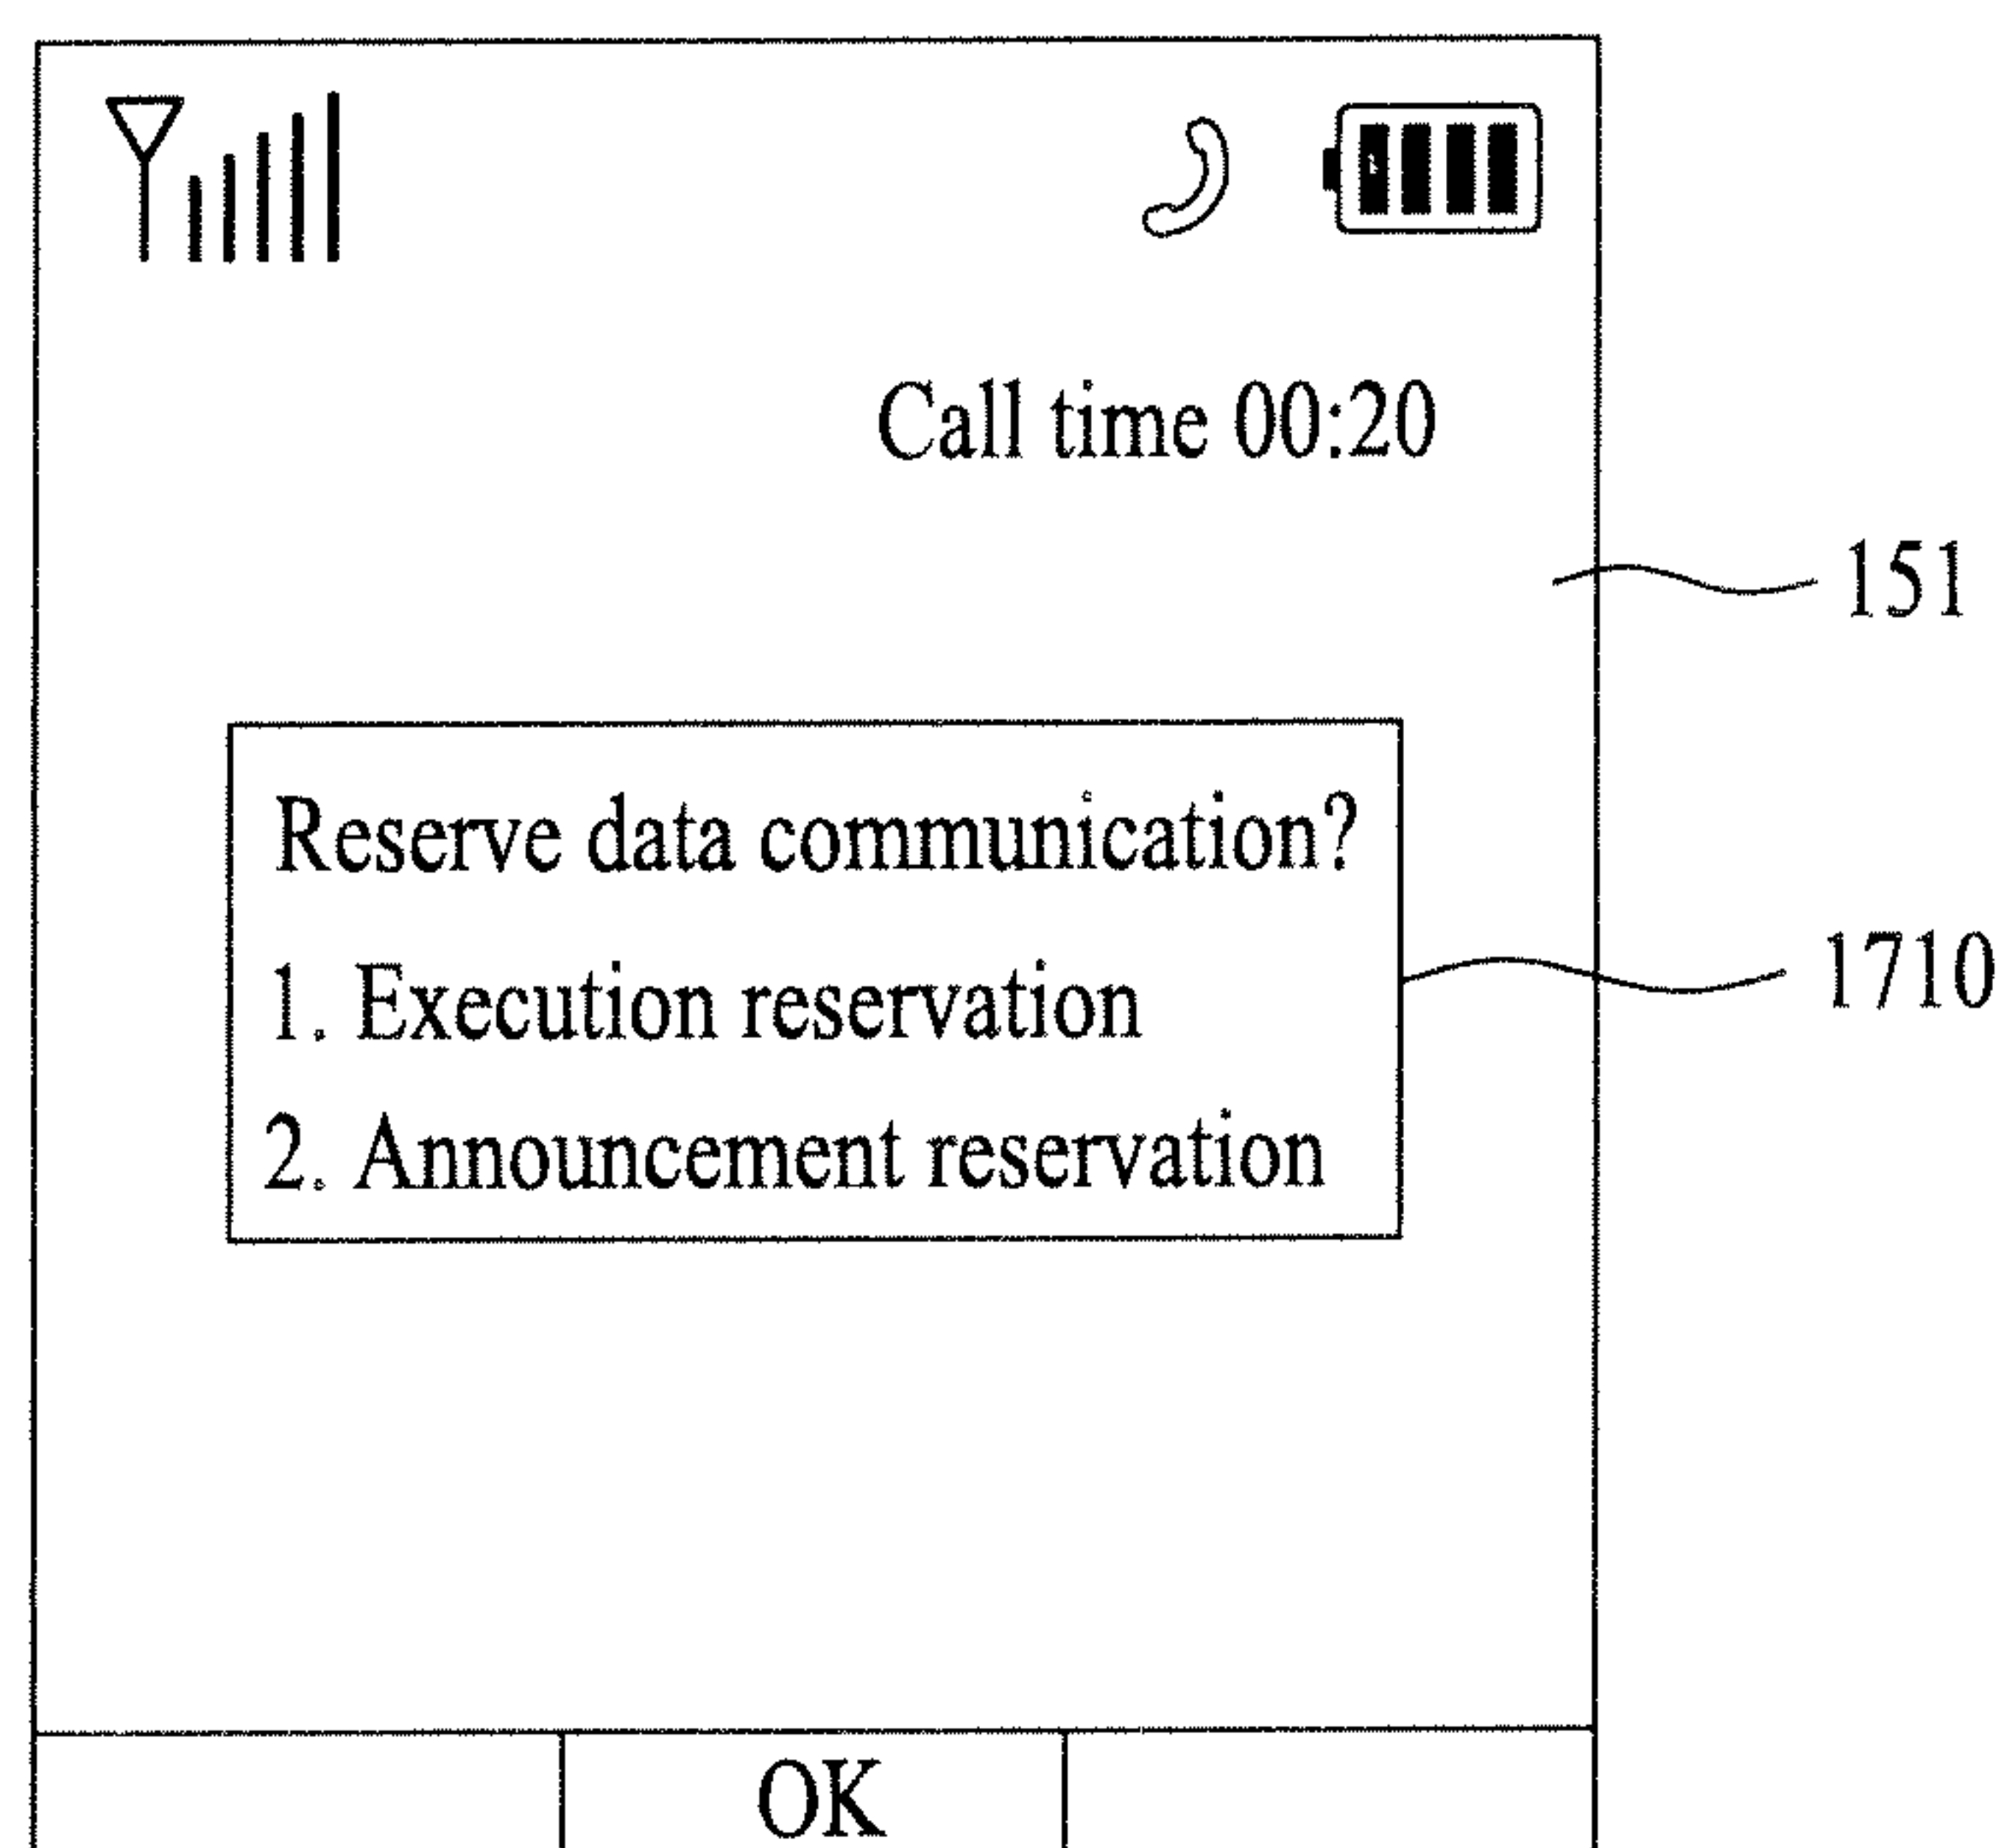 Call time 00:20
151
Reserve data communication?
1. Execution reservation
1710
2. Announcement reservation
OK